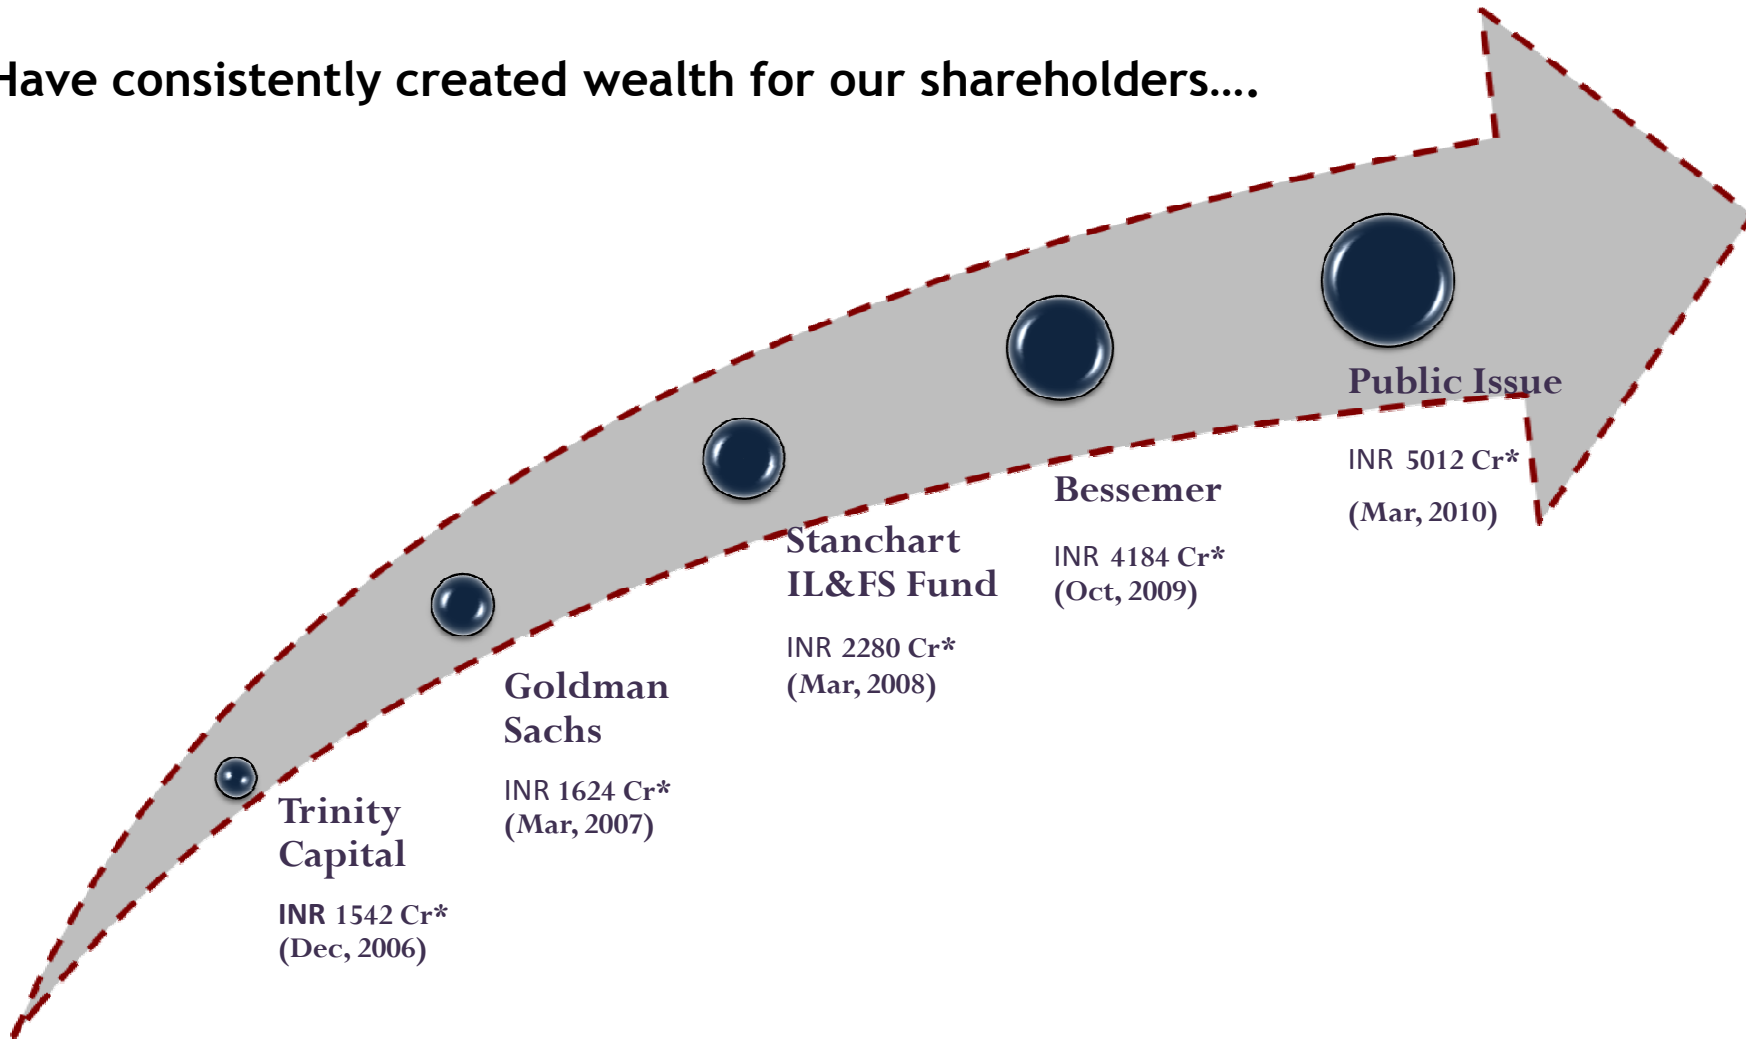 Have consistently created wealth for our shareholders….
Public Issue
INR 5012 Cr*
(Mar, 2010)
Bessemer
INR 4184 Cr*
(Oct, 2009)
Stanchart
IL&FS Fund
INR 2280 Cr*
(Mar, 2008)
Goldman
Sachs
INR 1624 Cr*
(Mar, 2007)
Trinity
Capital
INR 1542 Cr*
(Dec, 2006)